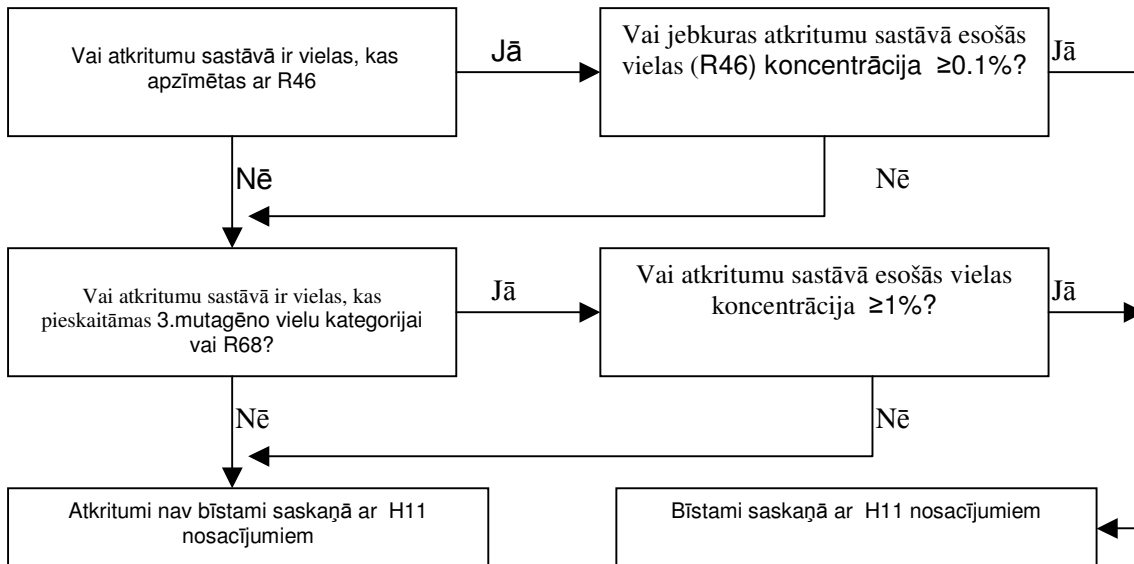 Vai atkritumu sastāvā ir vielas, kas
apzīmētas ar R46
Jā
Vai jebkuras atkritumu sastāvā esošās
vielas (R46) koncentrācija ≥0.1%?
Jā
Nē
Nē
Vai atkritumu sastāvā ir vielas, kas
pieskaitāmas 3.mutagēno vielu kategorijai
vai R68?
Jā
Vai atkritumu sastāvā esošās vielas
koncentrācija ≥1%?
Jā
Nē
Nē
Atkritumi nav bīstami saskaņā ar H11
nosacījumiem
Bīstami saskaņā ar H11 nosacījumiem